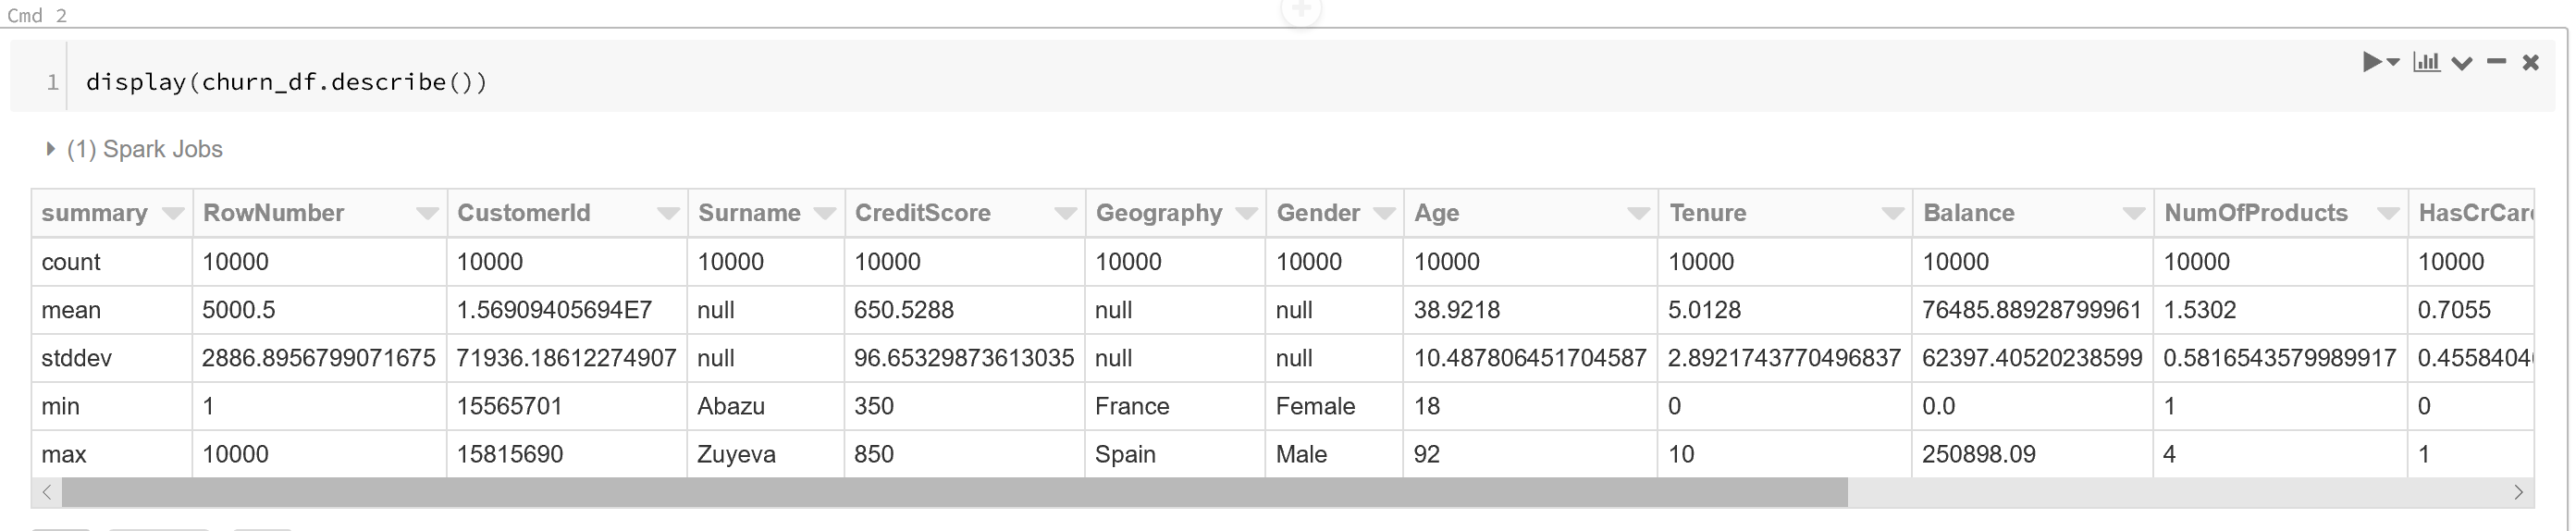 Cmd 2
1 display(churn_df.describe())
(1) Spark Jobs
summary RowNumber CustomerId Surname CreditScore Geography Gender Age Tenure Balance NumOfProducts HasCrCar
count 10000 10000 10000 10000 10000 10000 10000 10000 10000 10000 10000
mean 5000.5 1.56909405694E7 null 650.5288 null null 38.9218 5.0128 76485.88928799961 1.5302 0.7055
stddev 2886.8956799071675 71936.18612274907 null 96.65329873613035 null null 10.487806451704587 2.8921743770496837 62397.40520238599 0.5816543579989917 0.4558404
min 1 15565701 Abazu 350 France Female 18 0 0.0 1 0
max 10000 15815690 Zuyeva 850 Spain Male 92 10 250898.09 4 1